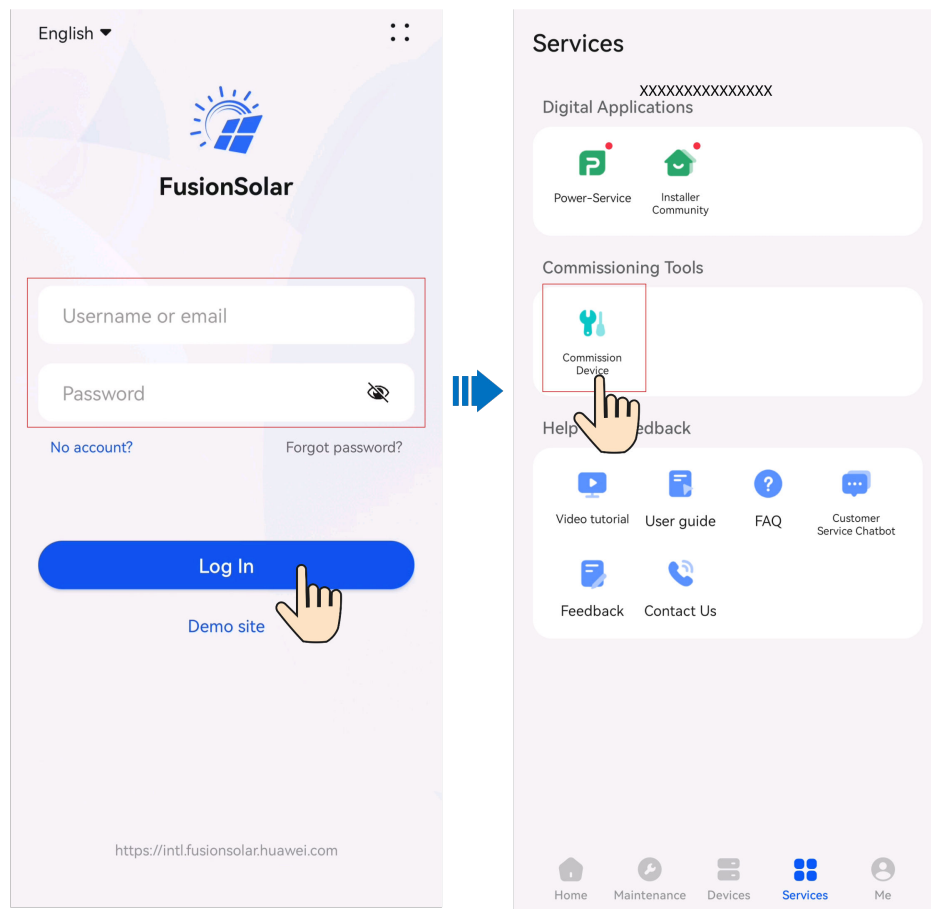 English
FusionSolar
Username or email
Password
No account?
Forgot password?
Log In
Demo site
https://intl.fusionsolar.huawei.com
Services
XXXXXXXXXXXXXXX
Digital Applications
Power-Service
Installer
Community
Commissioning Tools
Commission
Device
Help edback
Video tutorial
User guide
FAQ
Customer
Service Chatbot
Feedback
Contact Us
Home
Maintenance
Devices
Services
Me